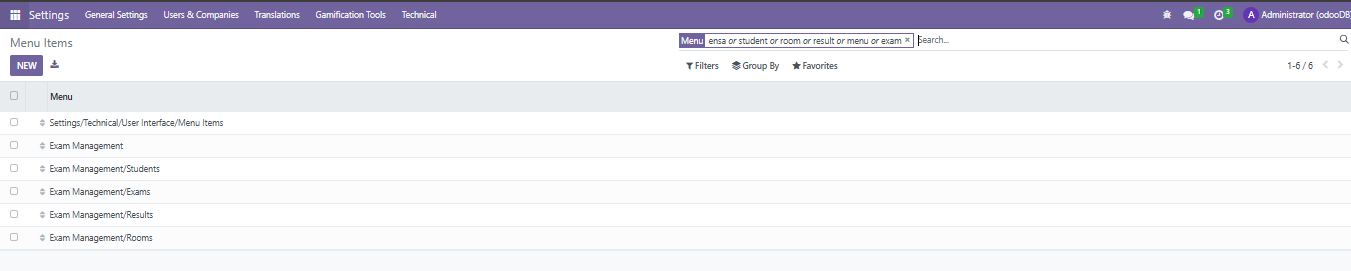 Settings General Settings Users & Companies Translations Gamification Tools Technical 1 3 A Administrator (odooDB)
Menu Items Menu ensa or student or room or result or menu or exam × Search...
NEW Filters Group By Favorites 1-6 / 6
Menu
Settings/Technical/User Interface/Menu Items
Exam Management
Exam Management/Students
Exam Management/Exams
Exam Management/Results
Exam Management/Rooms